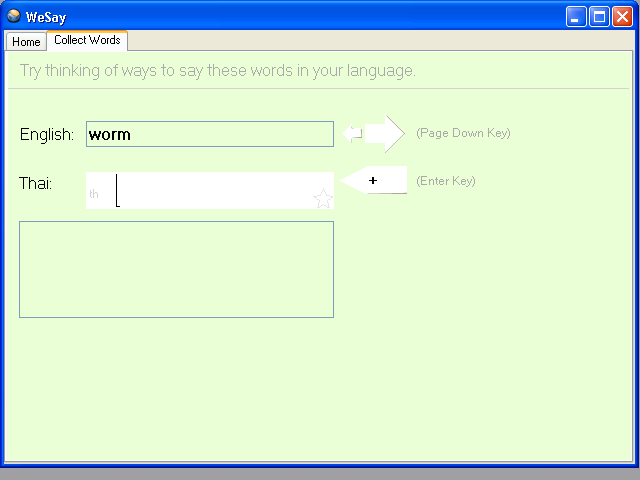 WeSay
Home
Collect Words
Try thinking of ways to say these words in your language.
English: worm
(Page Down Key)
Thai: th
+ (Enter Key)